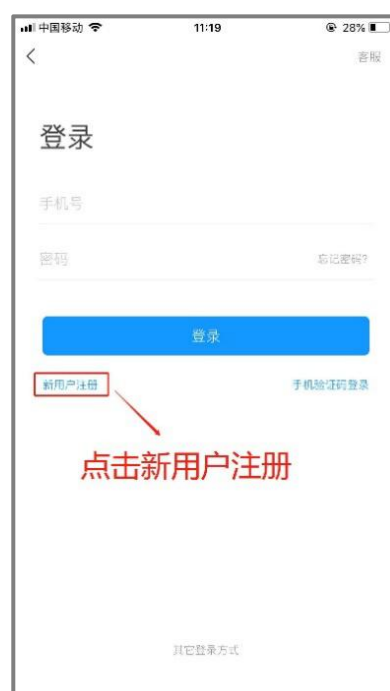 中国移动 11:19 28%
客服
登录
手机号
密码 忘记密码?
登录
新用户注册 手机验证码登录
点击新用户注册
其它登录方式